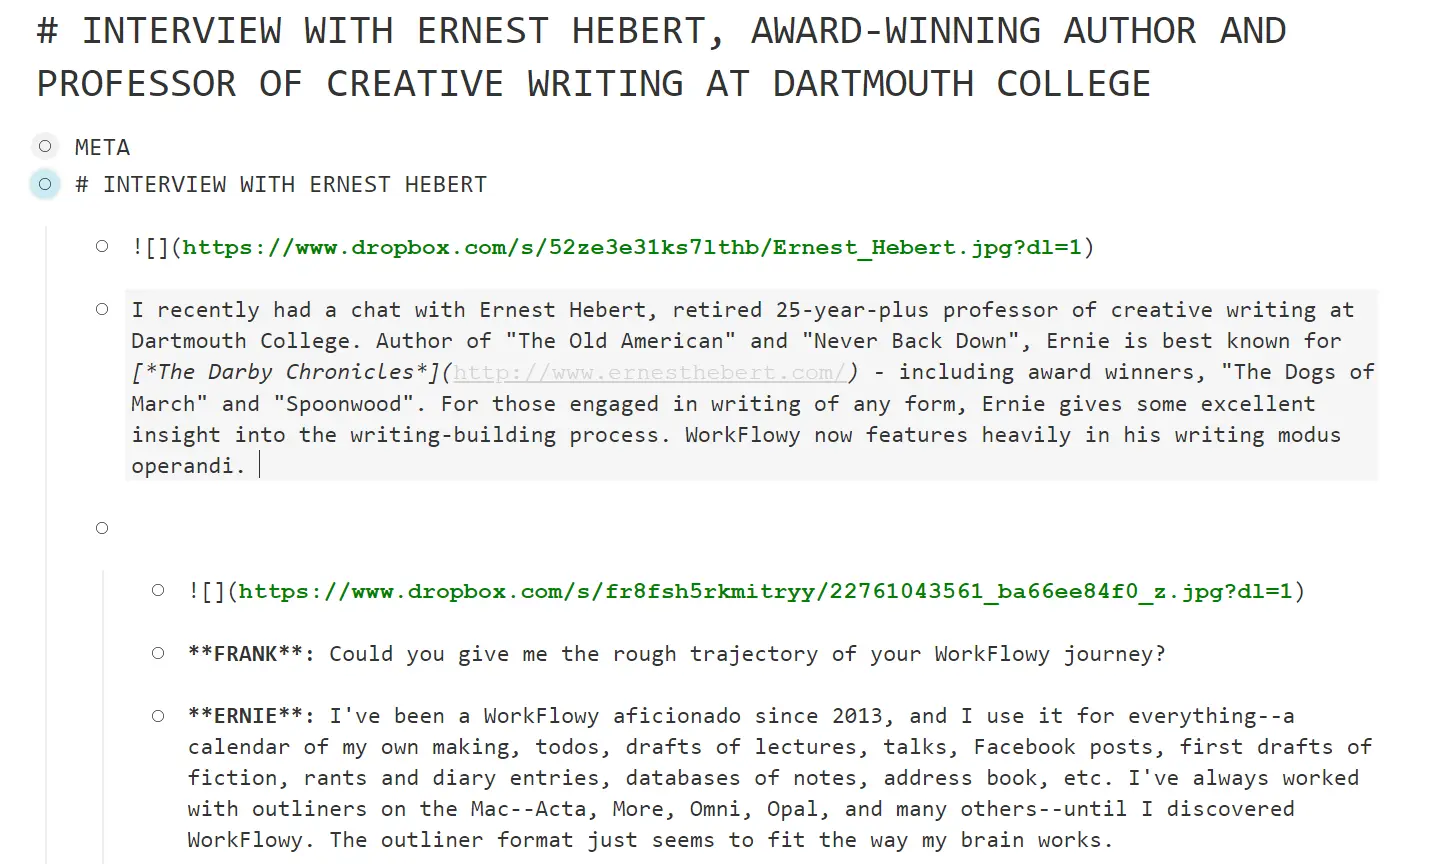 # INTERVIEW WITH ERNEST HEBERT, AWARD-WINNING AUTHOR AND
PROFESSOR OF CREATIVE WRITING AT DARTMOUTH COLLEGE
META
# INTERVIEW WITH ERNEST HEBERT
![](https://www.dropbox.com/s/52ze3e31ks7lthb/Ernest_Hebert.jpg?dl=1)
I recently had a chat with Ernest Hebert, retired 25-year-plus professor of creative writing at
Dartmouth College. Author of "The Old American" and "Never Back Down", Ernie is best known for
[*The Darby Chronicles*](http://www.ernesthebert.com/) - including award winners, "The Dogs of
March" and "Spoonwood". For those engaged in writing of any form, Ernie gives some excellent
insight into the writing-building process. WorkFlowy now features heavily in his writing modus
operandi.
![](https://www.dropbox.com/s/fr8fsh5rkmitryy/22761043561_ba66ee84f0_z.jpg?dl=1)
**FRANK**: Could you give me the rough trajectory of your WorkFlowy journey?
**ERNIE**: I've been a WorkFlowy aficionado since 2013, and I use it for everything--a
calendar of my own making, todos, drafts of lectures, talks, Facebook posts, first drafts of
fiction, rants and diary entries, databases of notes, address book, etc. I've always worked
with outliners on the Mac--Acta, More, Omni, Opal, and many others--until I discovered
WorkFlowy. The outliner format just seems to fit the way my brain works.